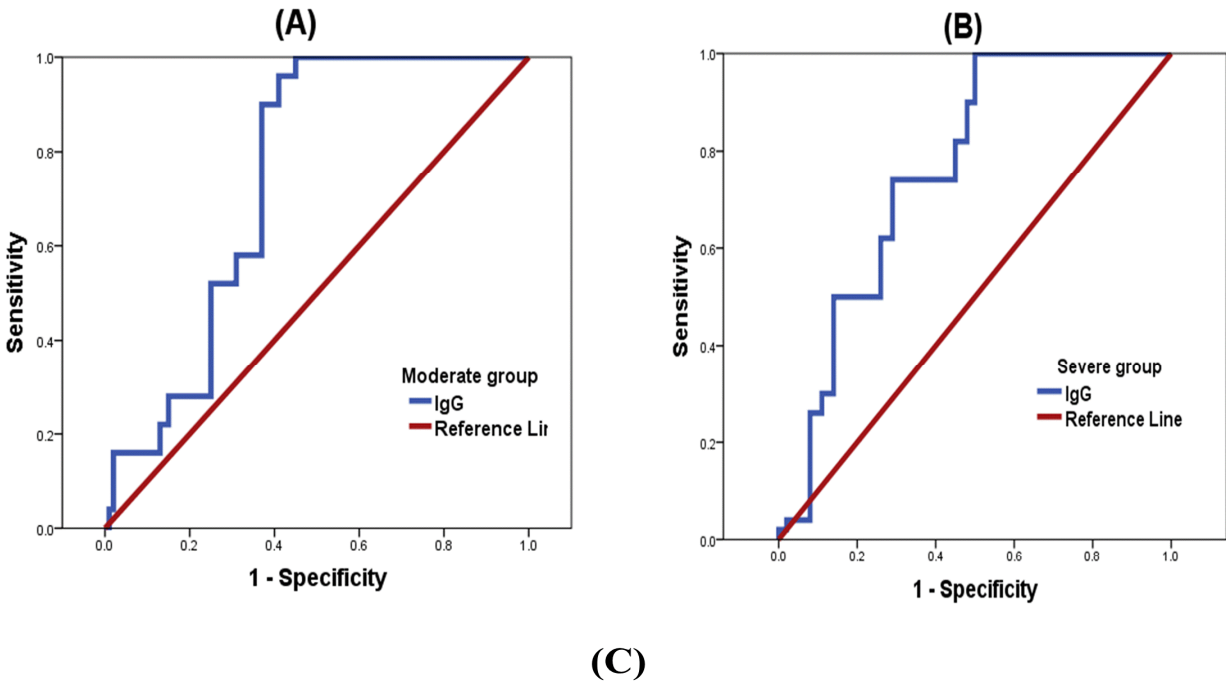 (A)
1.0
0.8
0.6
0.4
0.2
0.0
Sensitivity
Moderate group
IgG
Reference Lir
0.0 0.2 0.4 0.6 0.8 1.0
1 - Specificity
(B)
1.0
0.8
0.6
0.4
0.2
0.0
Sensitivity
Severe group
IgG
Reference Line
0.0 0.2 0.4 0.6 0.8 1.0
1 - Specificity
(C)